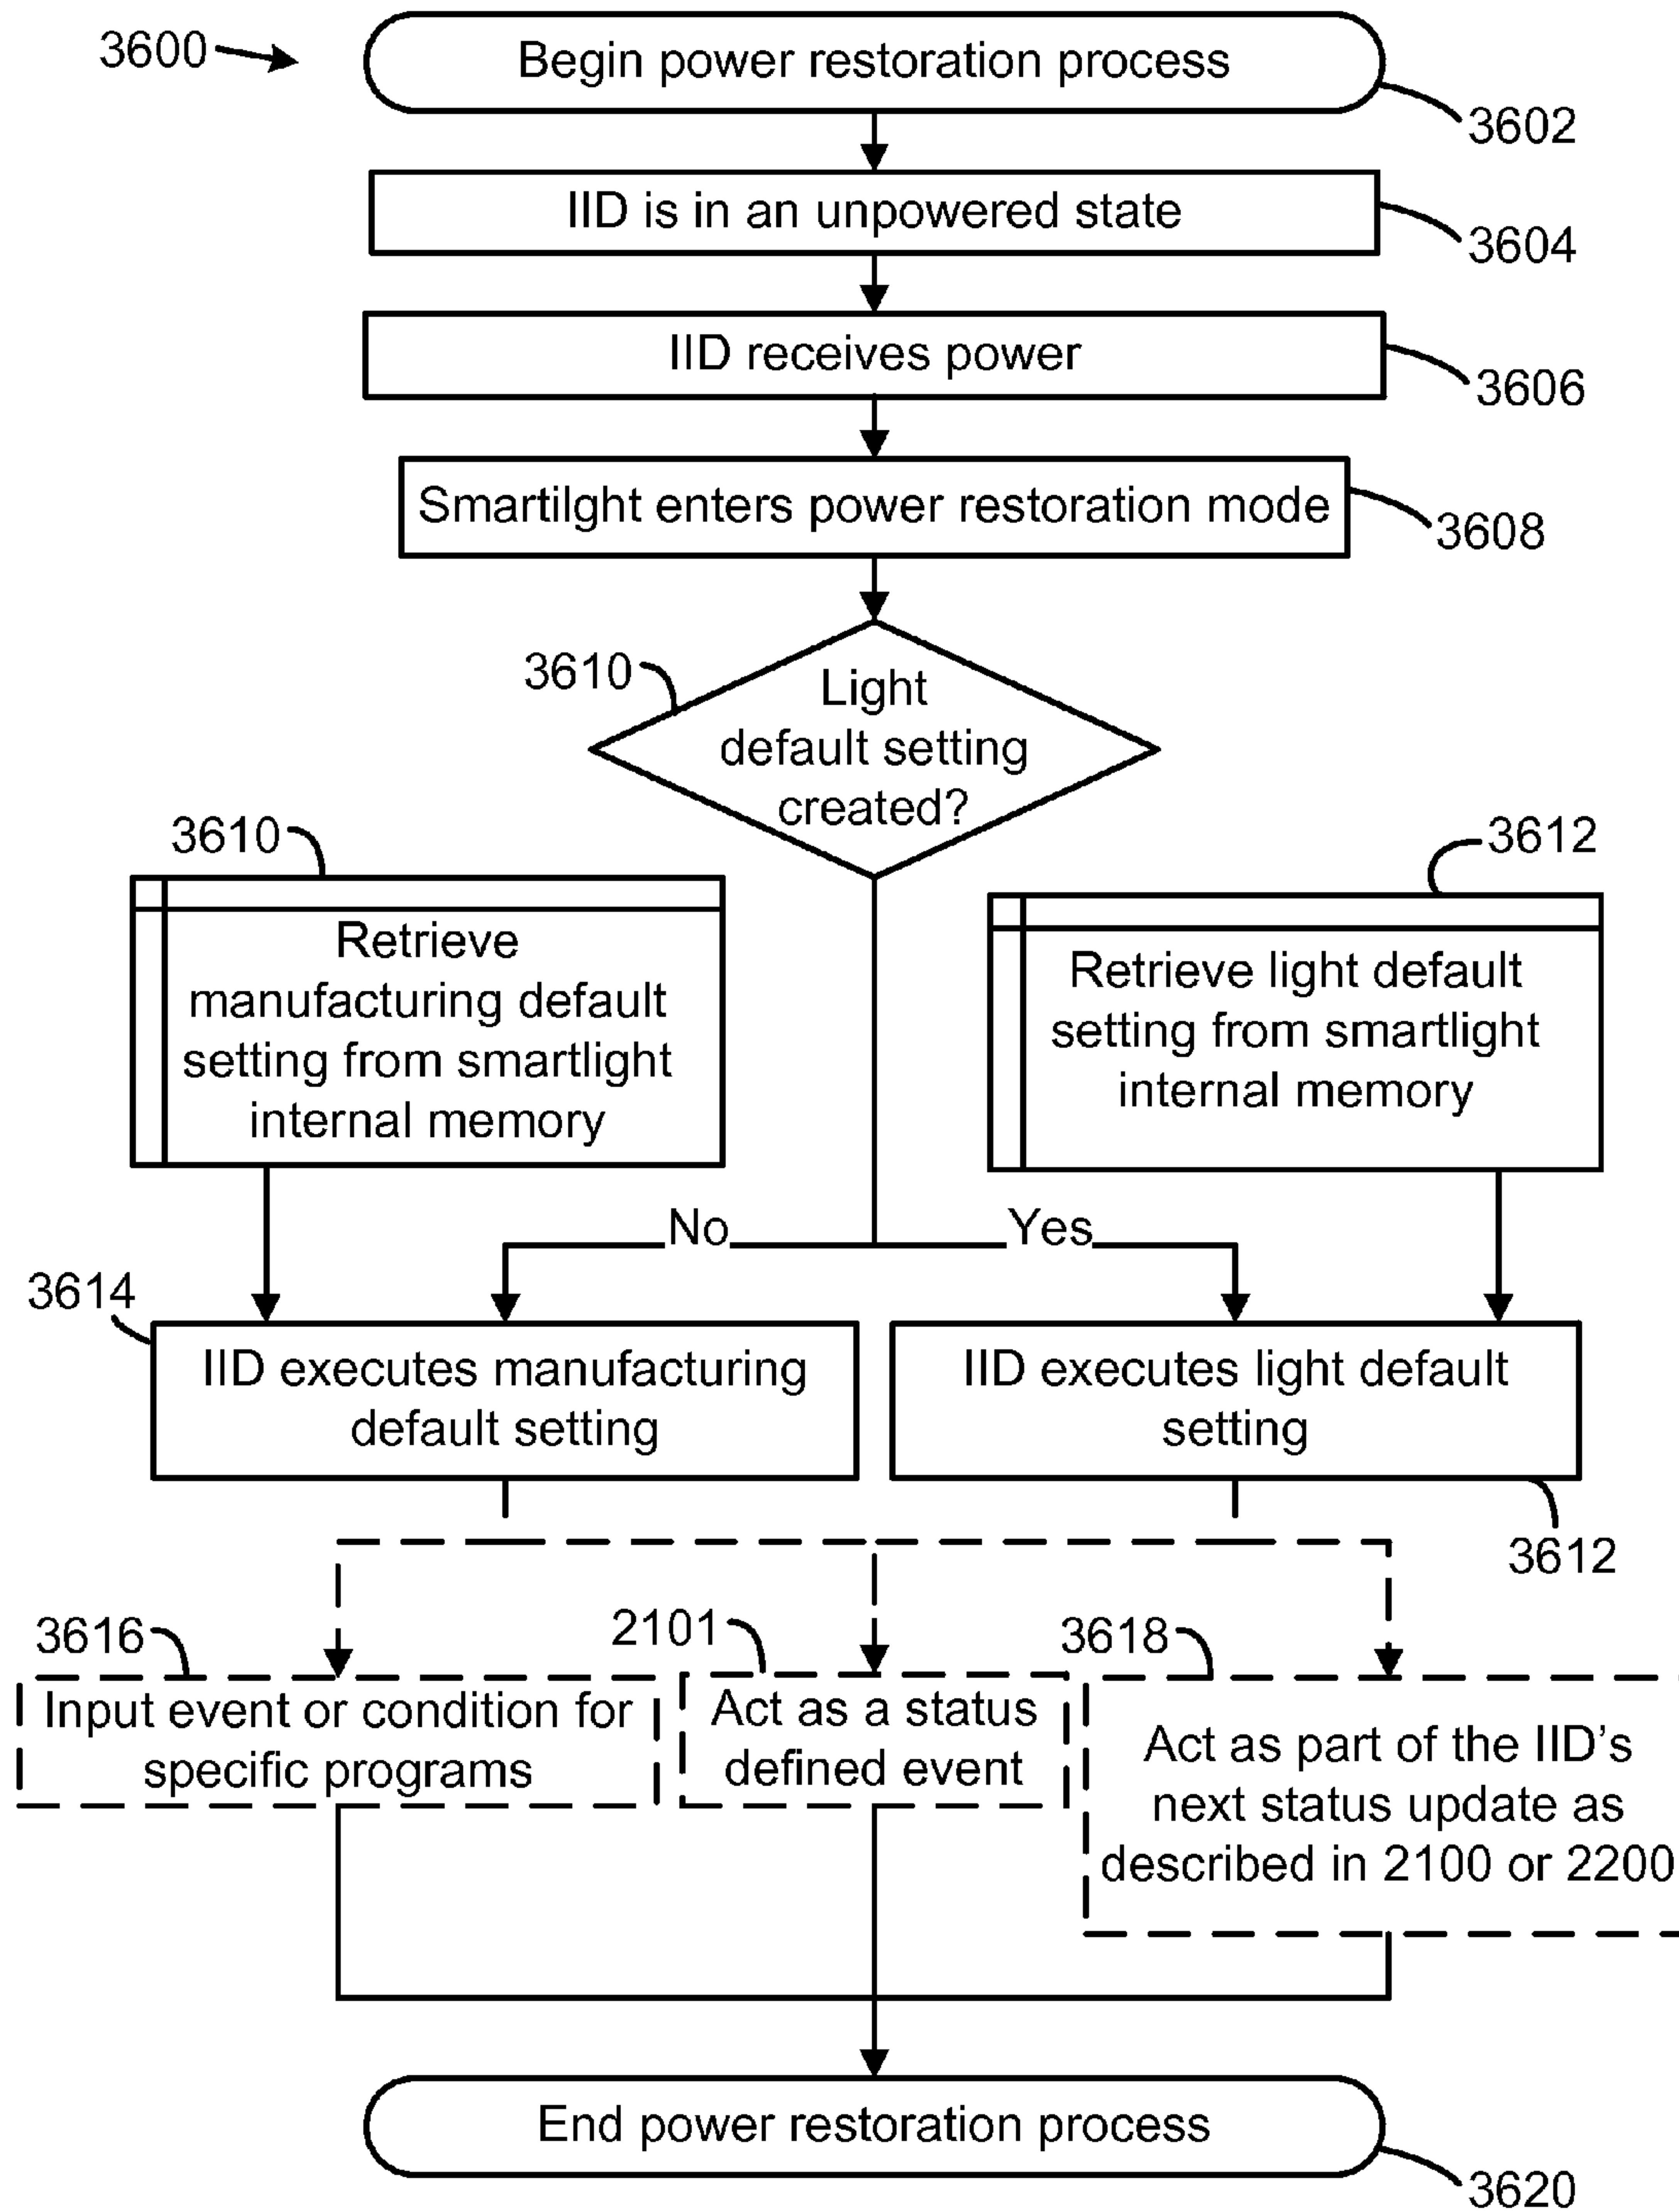 3600
Begin power restoration process
3602
IID is in an unpowered state
3604
IID receives power
3606
Smartilght enters power restoration mode
3608
3610
Light
default setting
created?
3610
Retrieve
manufacturing default
setting from smartlight
internal memory
3612
Retrieve light default
setting from smartlight
internal memory
No
Yes
3614
IID executes manufacturing
default setting
IID executes light default
setting
3612
3616
Input event or condition for
specific programs
2101
Act as a status
defined event
3618
Act as part of the IID's
next status update as
described in 2100 or 2200
End power restoration process
3620